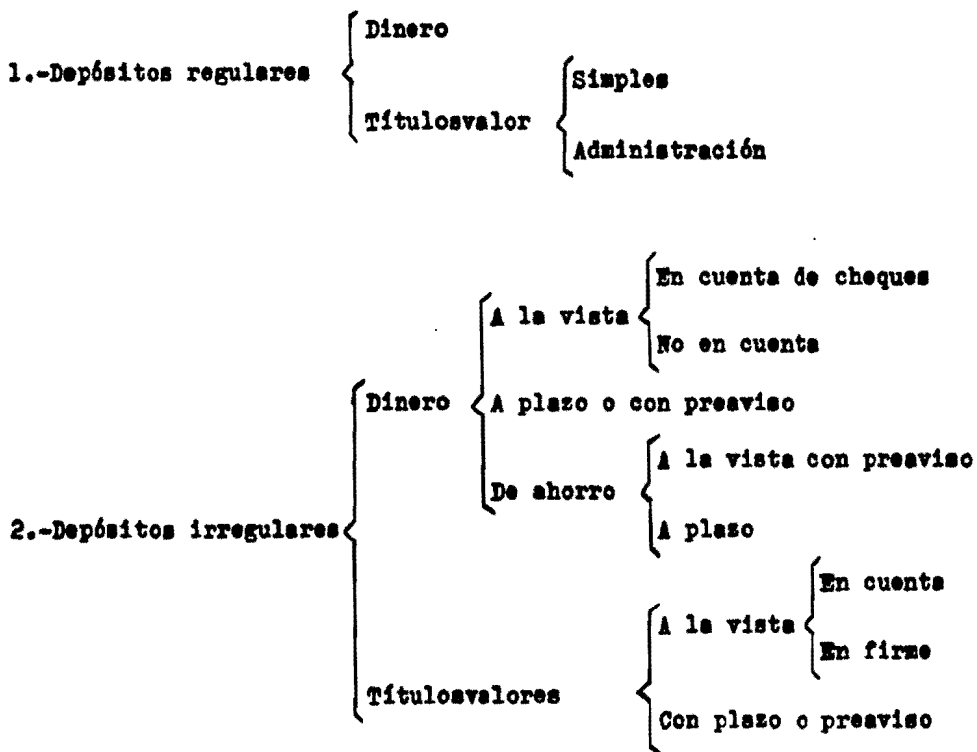 Dinero
1.-Depósitos regulares
Simples
Títulosvalor
Administración
En cuenta de cheques
A la vista
No en cuenta
Dinero
A plazo o con preaviso
A la vista con preaviso
De ahorro
A plazo
2.-Depósitos irregulares
En cuenta
A la vista
En firme
Títulosvalores
Con plazo o preaviso